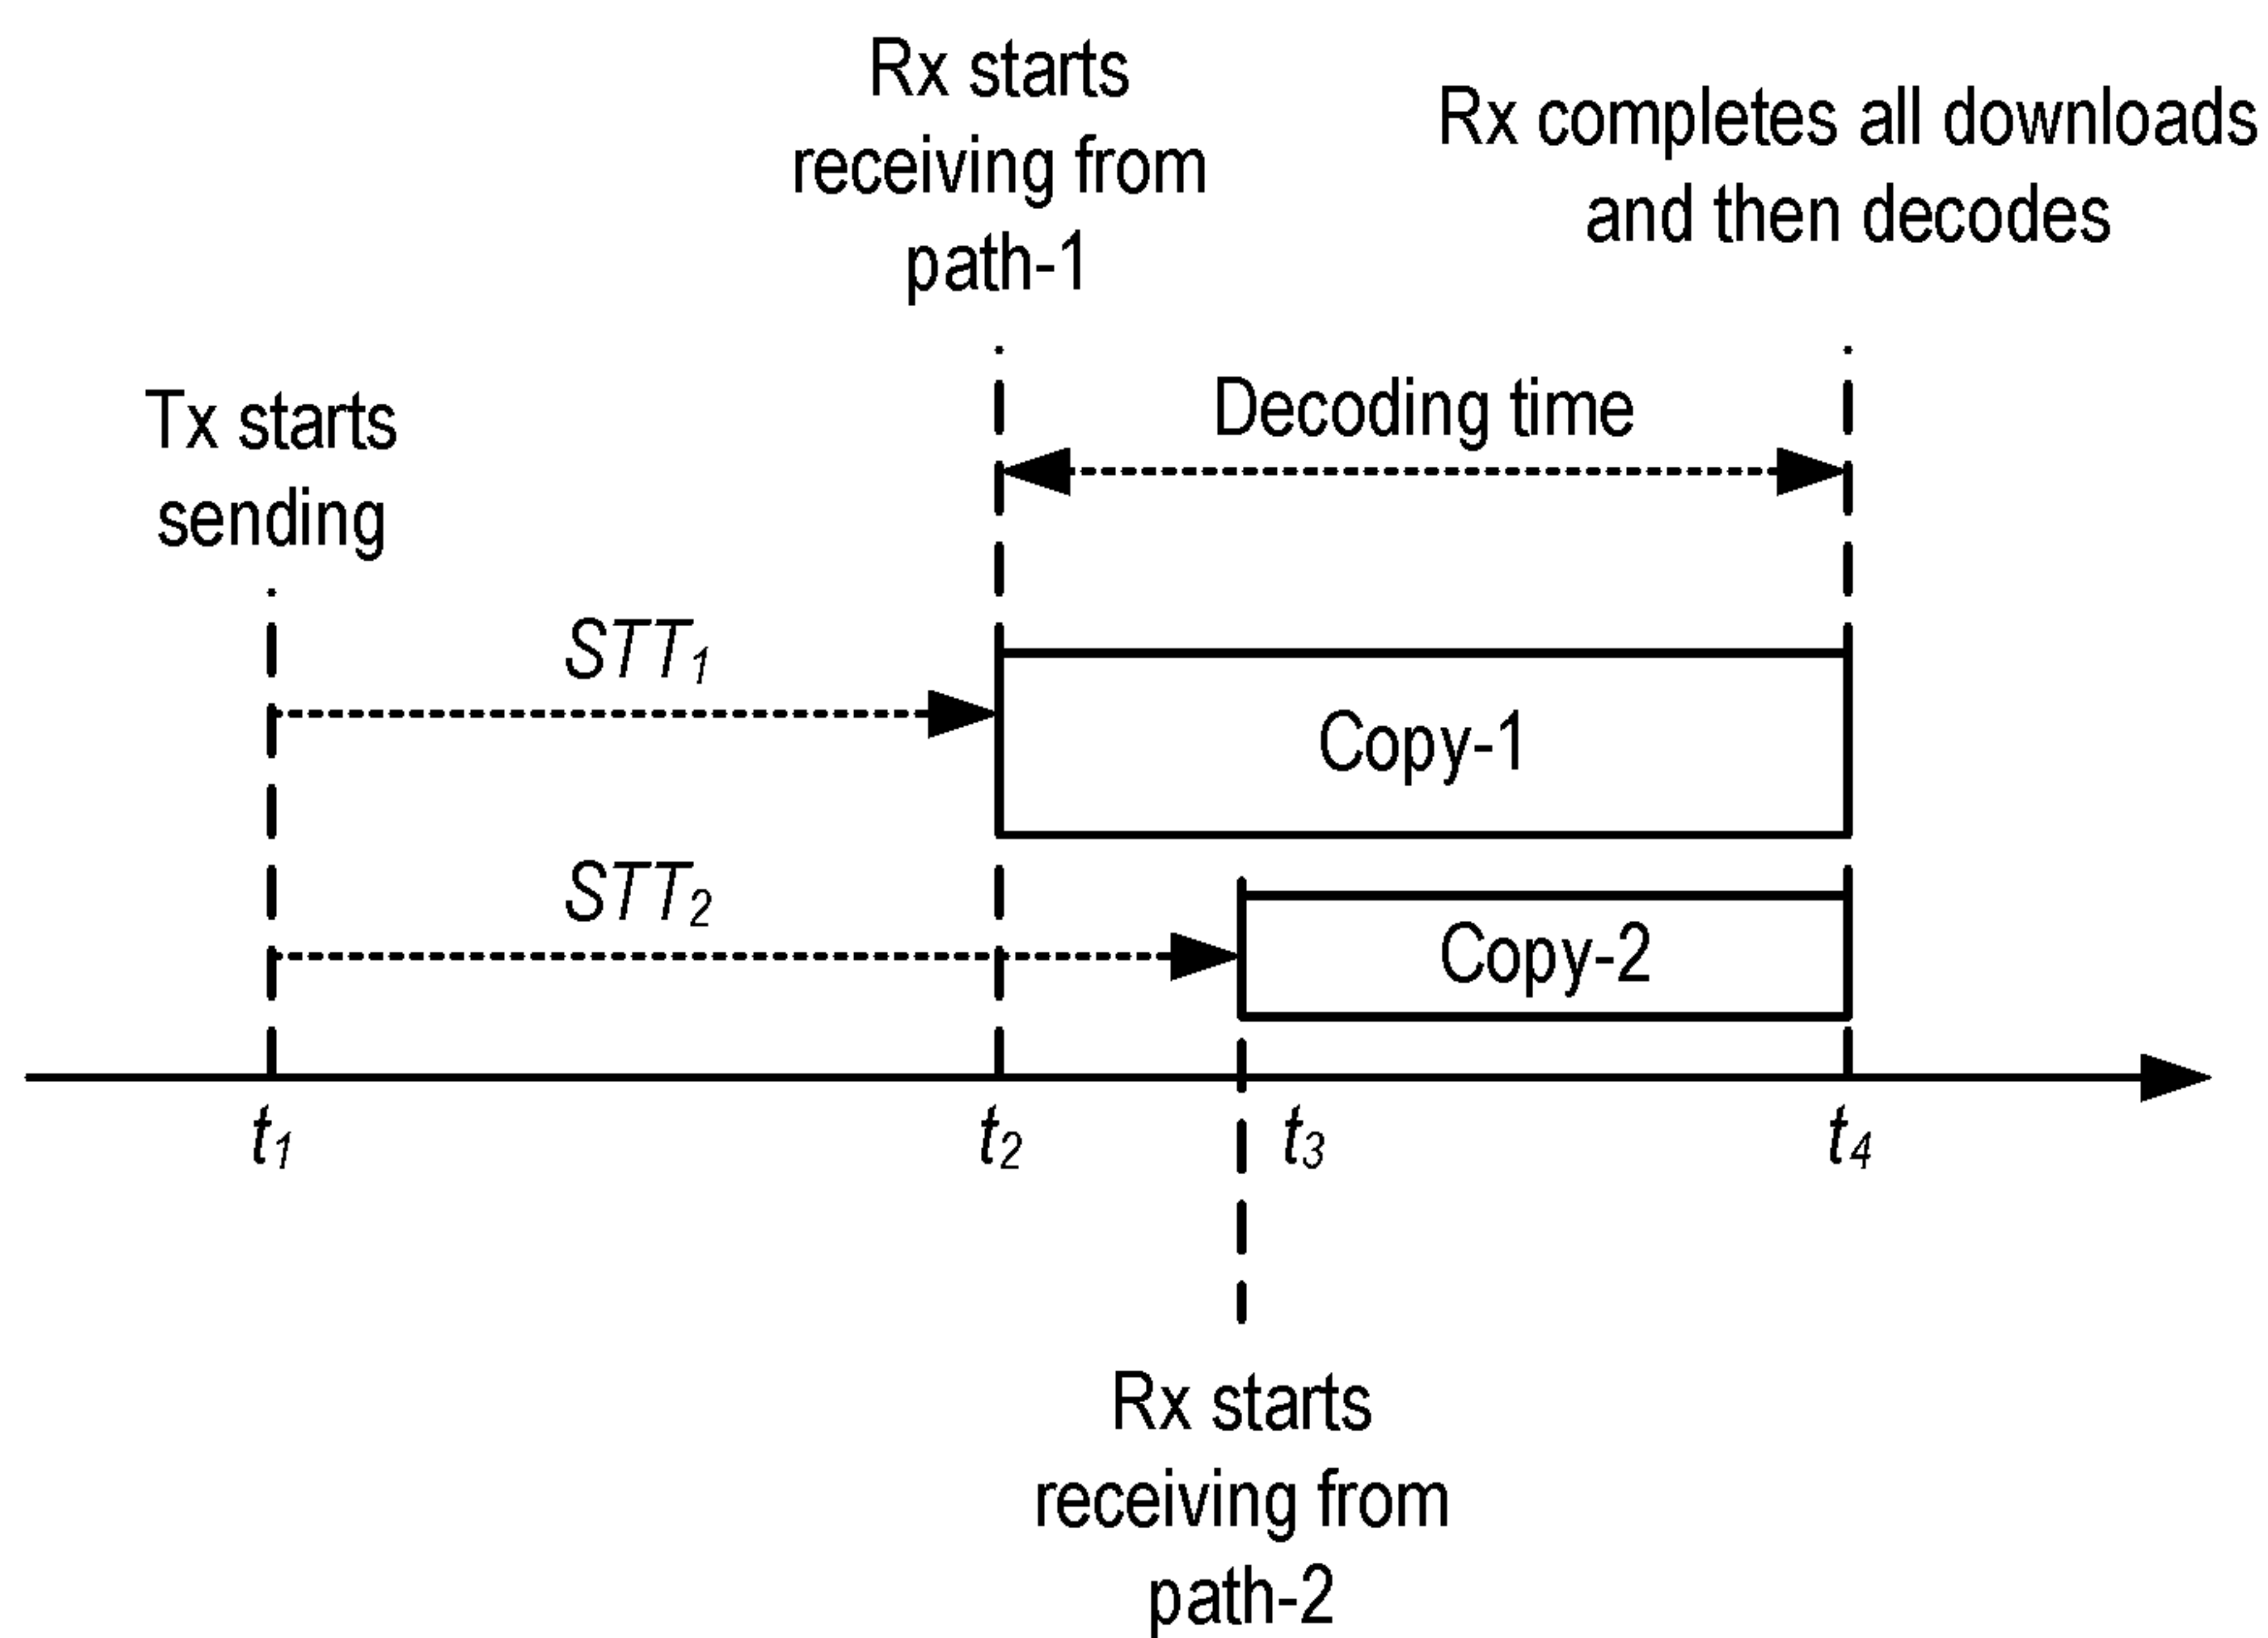 Rx starts
receiving from
path-1
Rx completes all downloads
and then decodes
Tx starts
sending
Decoding time
STT₁
Copy-1
STT₂
Copy-2
t₁
t₂
t₃
t₄
Rx starts
receiving from
path-2